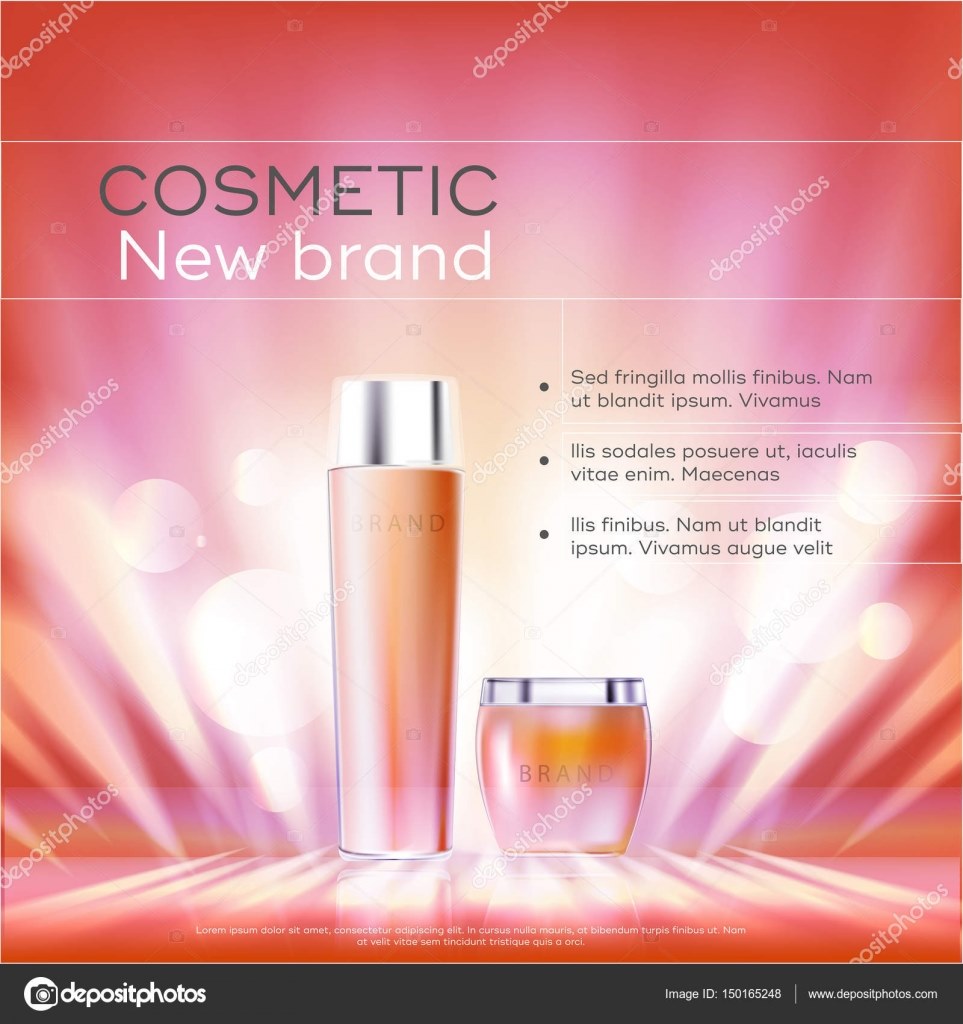 COSMETIC
New brand
Sed fringilla mollis finibus. Nam
ut blandit ipsum. Vivamus
Ilis sodales posuere ut, iaculis
vitae enim. Maecenas
Ilis finibus. Nam ut blandit
ipsum. Vivamus augue velit
BRAND
BRAND
Lorem ipsum dolor sit amet, consectetur adipiscing elit. In cursus nulla mauris, at bibendum turpis finibus ut. Nam
at velit bibendum tristique quis a orci.
depositphotos
Image ID: 150165248
www.depositphotos.com